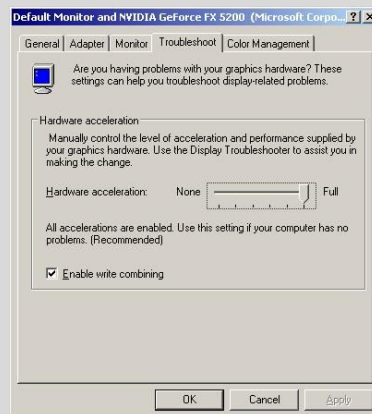 Default Monitor and NVIDIA GeForce FX 5200 (Microsoft Corpo... ? X
General Adapter Monitor Troubleshoot Color Management
Are you having problems with your graphics hardware? These
settings can help you troubleshoot display-related problems.
Hardware acceleration
Manually control the level of acceleration and performance supplied by
your graphics hardware. Use the Display Troubleshooter to assist you in
making the change.
Hardware acceleration: None Full
All accelerations are enabled. Use this setting if your computer has no
problems. (Recommended)
Enable write combining
OK Cancel Apply